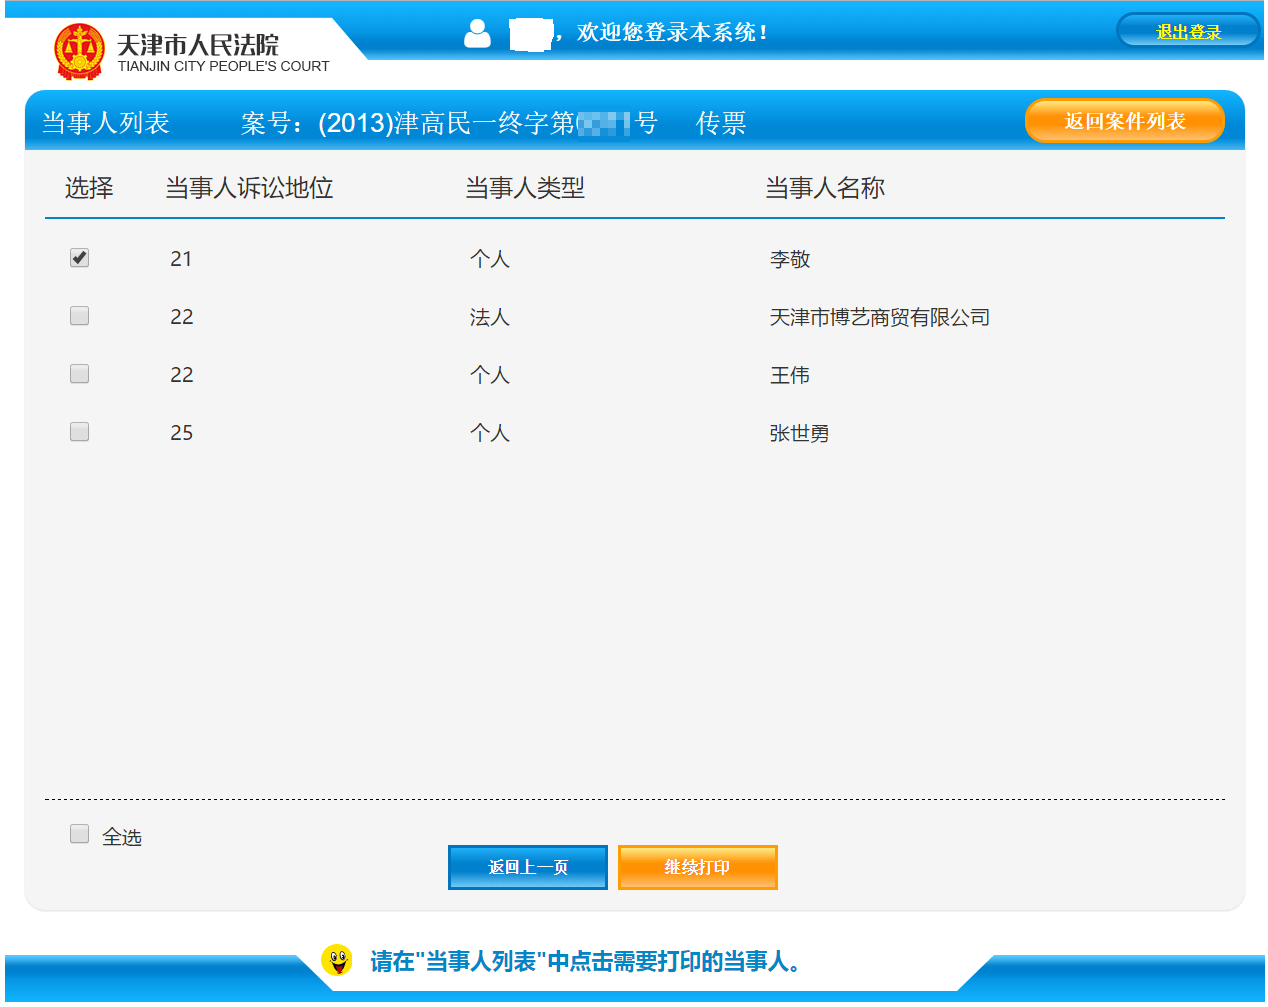 天津市人民法院
TIANJIN CITY PEOPLE'S COURT
，欢迎您登录本系统！
退出登录
当事人列表 案号：(2013)津高民一终字第 号 传票
返回案件列表
选择 当事人诉讼地位 当事人类型 当事人名称
21 个人 李敬
22 法人 天津市博艺商贸有限公司
22 个人 王伟
25 个人 张世勇
全选
返回上一页 继续打印
请在"当事人列表"中点击需要打印的当事人。